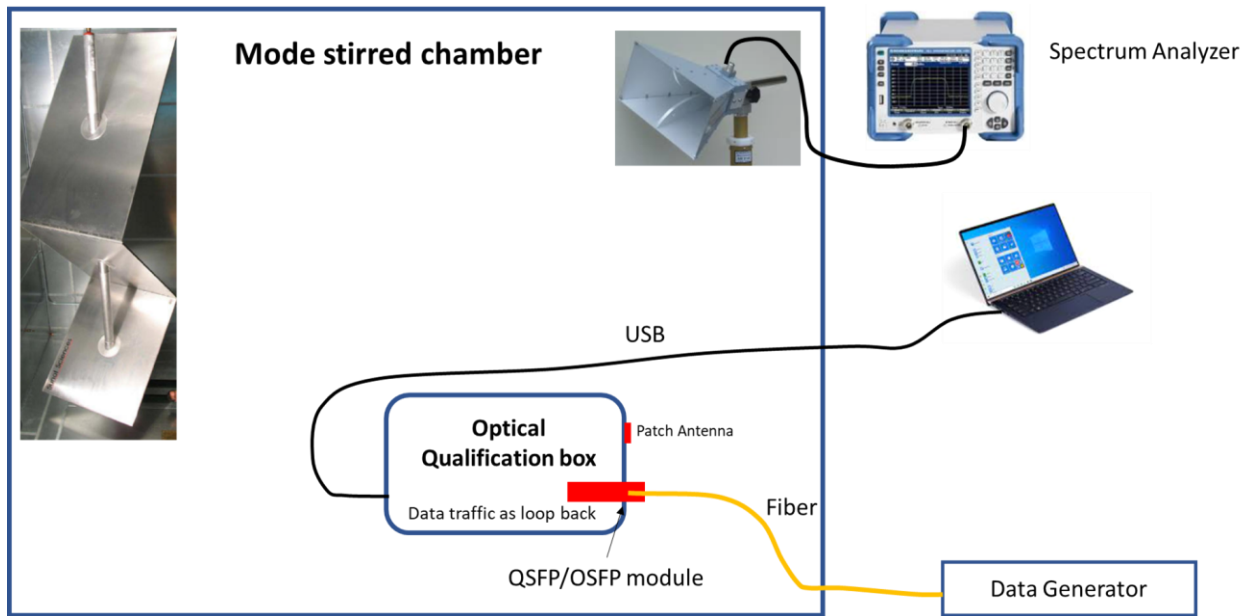 Mode stirred chamber
Spectrum Analyzer
USB
Optical
Qualification box
Patch Antenna
Data traffic as loop back
Fiber
QSFP/OSFP module
Data Generator